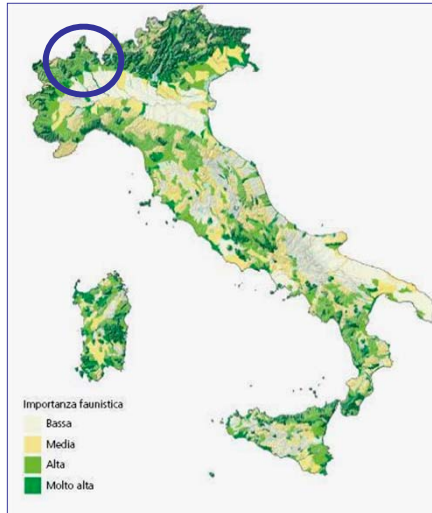 Importanza faunistica
Bassa
Media
Alta
Molto alta